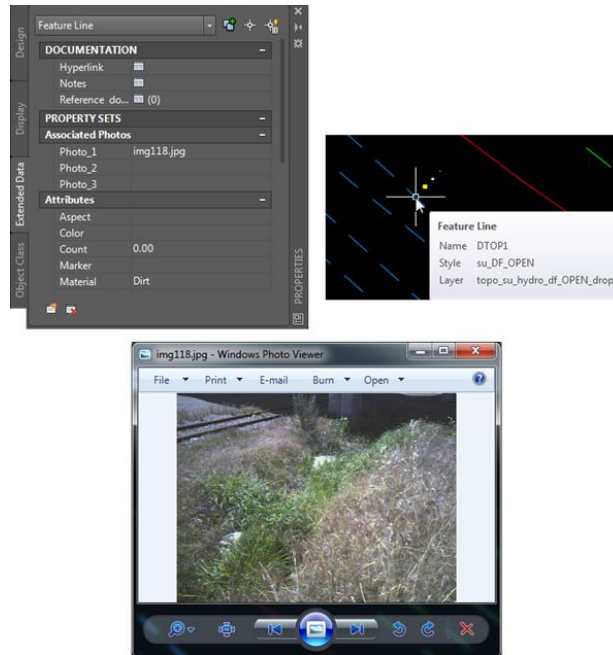 Feature Line
Design
Display
Extended Data
Object Class
DOCUMENTATION
Hyperlink
Notes
Reference do... (0)
PROPERTY SETS
Associated Photos
Photo_1 img118.jpg
Photo_2
Photo_3
Attributes
Aspect
Color
Count 0.00
Marker
Material Dirt
PROPERTIES
Feature Line
Name DTOP1
Style su_DF_OPEN
Layer topo_su_hydro_df_OPEN_drop
img118.jpg - Windows Photo Viewer
File Print E-mail Burn Open